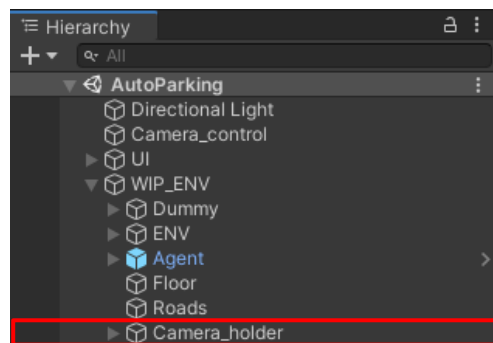 Hierarchy
All
AutoParking
Directional Light
Camera_control
UI
WIP_ENV
Dummy
ENV
Agent
Floor
Roads
Camera_holder